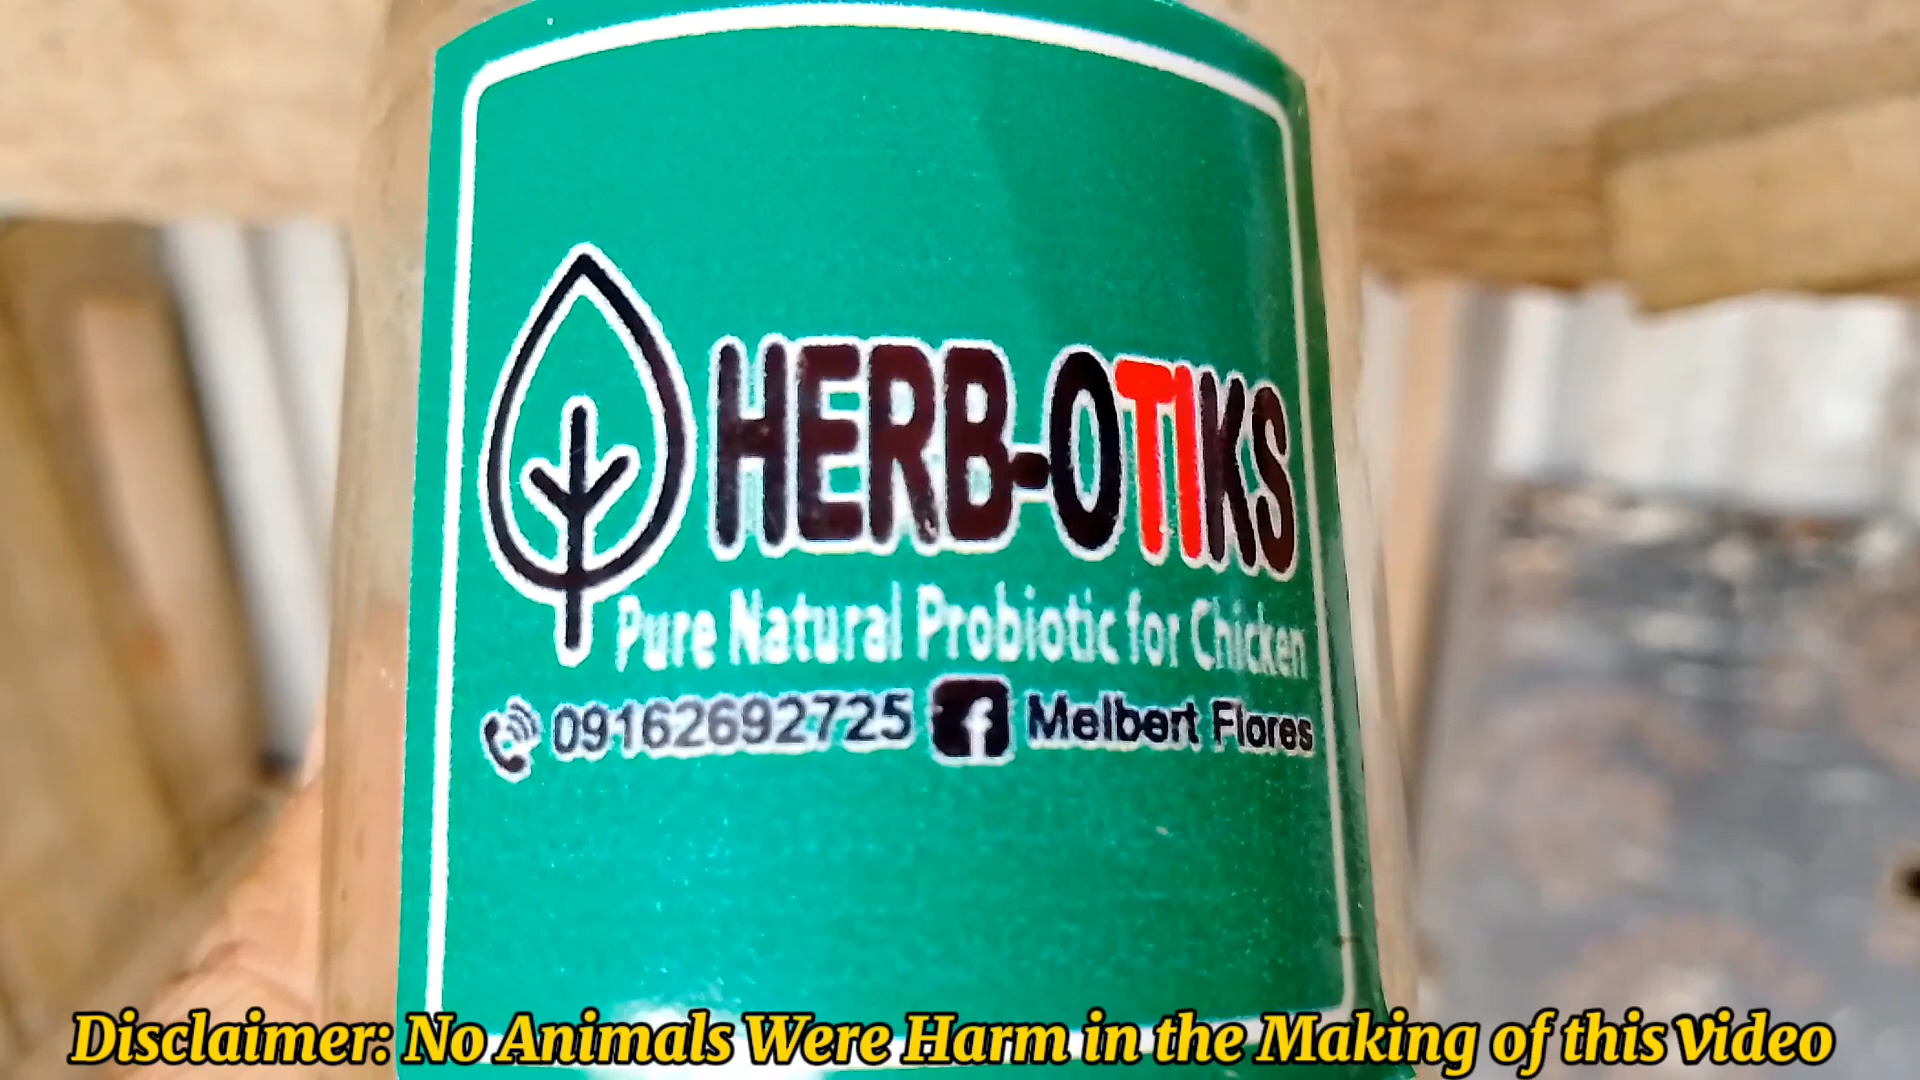 HERB-OTIKS
Pure Natural Probiotic for Chicken
09162692725 f Melbert Flores
Disclaimer: No Animals Were Harm in the Making of this Video